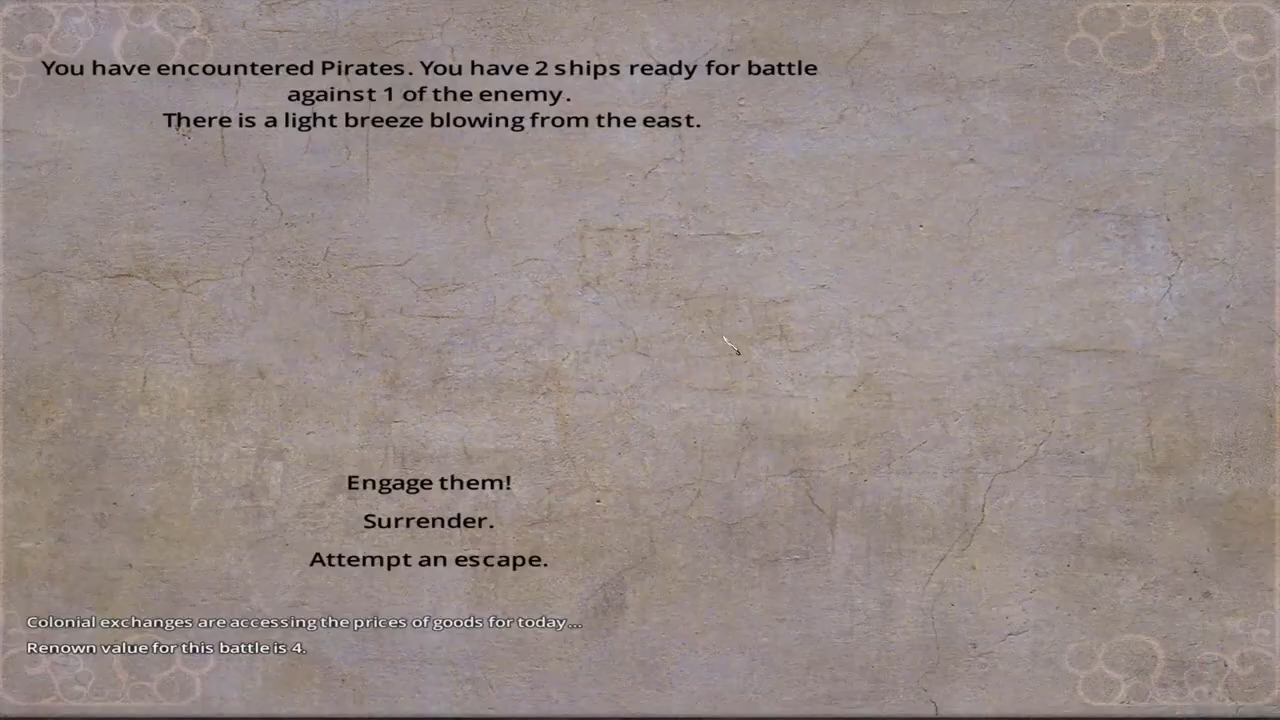 You have encountered Pirates. You have 2 ships ready for battle
against 1 of the enemy.
There is a light breeze blowing from the east.
Engage them!
Surrender.
Attempt an escape.
Colonial exchanges are accessing the prices of goods for today...
Renown value for this battle is 4.